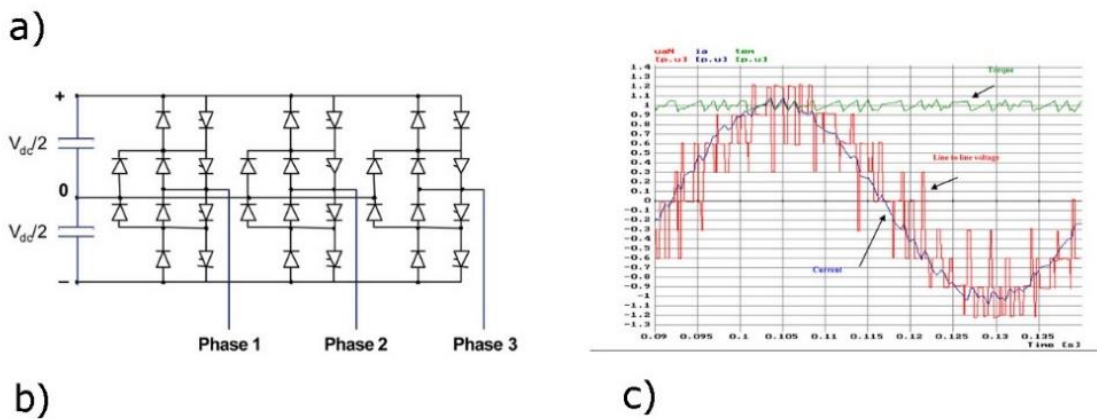 a)
+
V_dc/2
0
V_dc/2
−
Phase 1 Phase 2 Phase 3
b)
uaN ia tem
[p.u] [p.u] [p.u]
1.4
1.3
1.2
1.1
1
0.9
0.8
0.7
0.6
0.5
0.4
0.3
0.2
0.1
0
-0.1
-0.2
-0.3
-0.4
-0.5
-0.6
-0.7
-0.8
-0.9
-1
-1.1
-1.2
-1.3
Torque
Line to line voltage
Current
0.09 0.095 0.1 0.105 0.11 0.115 0.12 0.125 0.13 0.135
Time [s]
c)